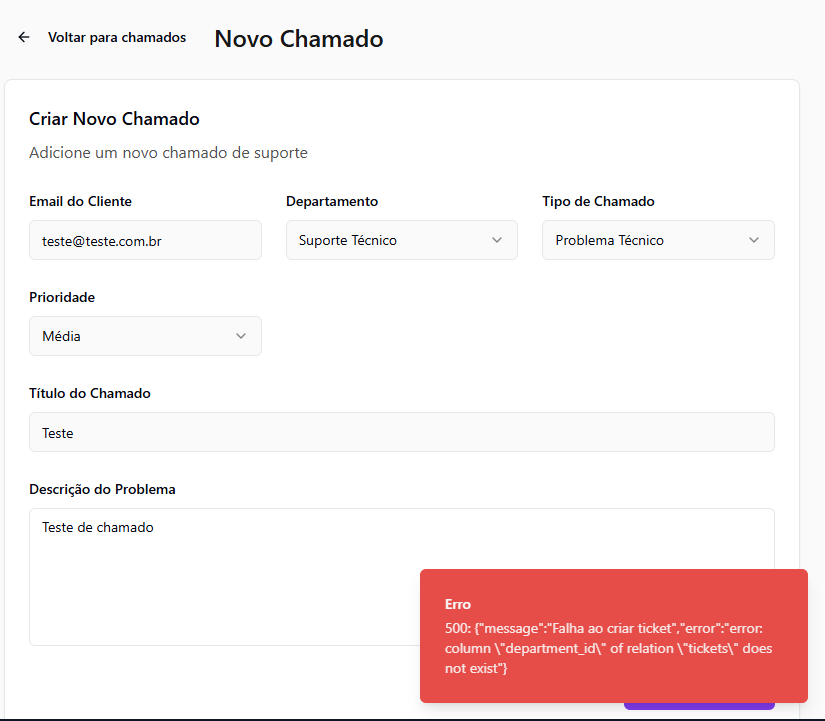 Voltar para chamados
Novo Chamado
Criar Novo Chamado
Adicione um novo chamado de suporte
Email do Cliente
Departamento
Tipo de Chamado
teste@teste.com.br
Suporte Técnico
Problema Técnico
Prioridade
Média
Título do Chamado
Teste
Descrição do Problema
Teste de chamado
Erro
500: {"message":"Falha ao criar ticket","error":"error:
column \"department_id\" of relation \"tickets\" does
not exist"}